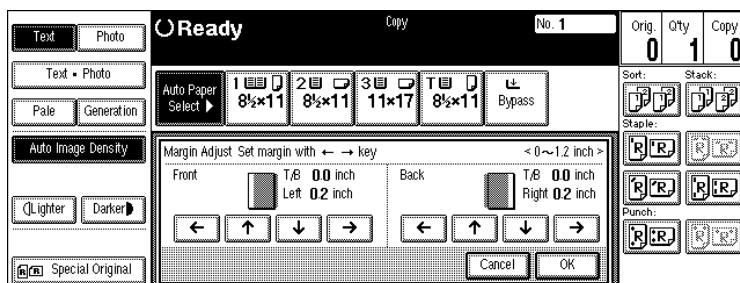 Text
Photo
Ready
Copy
No. 1
Orig.
Q'ty
Copy
0
1
0
Text • Photo
Pale
Generation
Auto Image Density
Lighter
Darker
Special Original
Auto Paper
Select ▶
1
8½×11
2
8½×11
3
11×17
T
8½×11
Bypass
Sort:
Stack:
Staple:
Punch:
Margin Adjust Set margin with ← → key
< 0~1.2 inch >
Front
T/B 0.0 inch
Left 0.2 inch
Back
T/B 0.0 inch
Right 0.2 inch
← ↑ ↓ →
← ↑ ↓ →
Cancel
OK